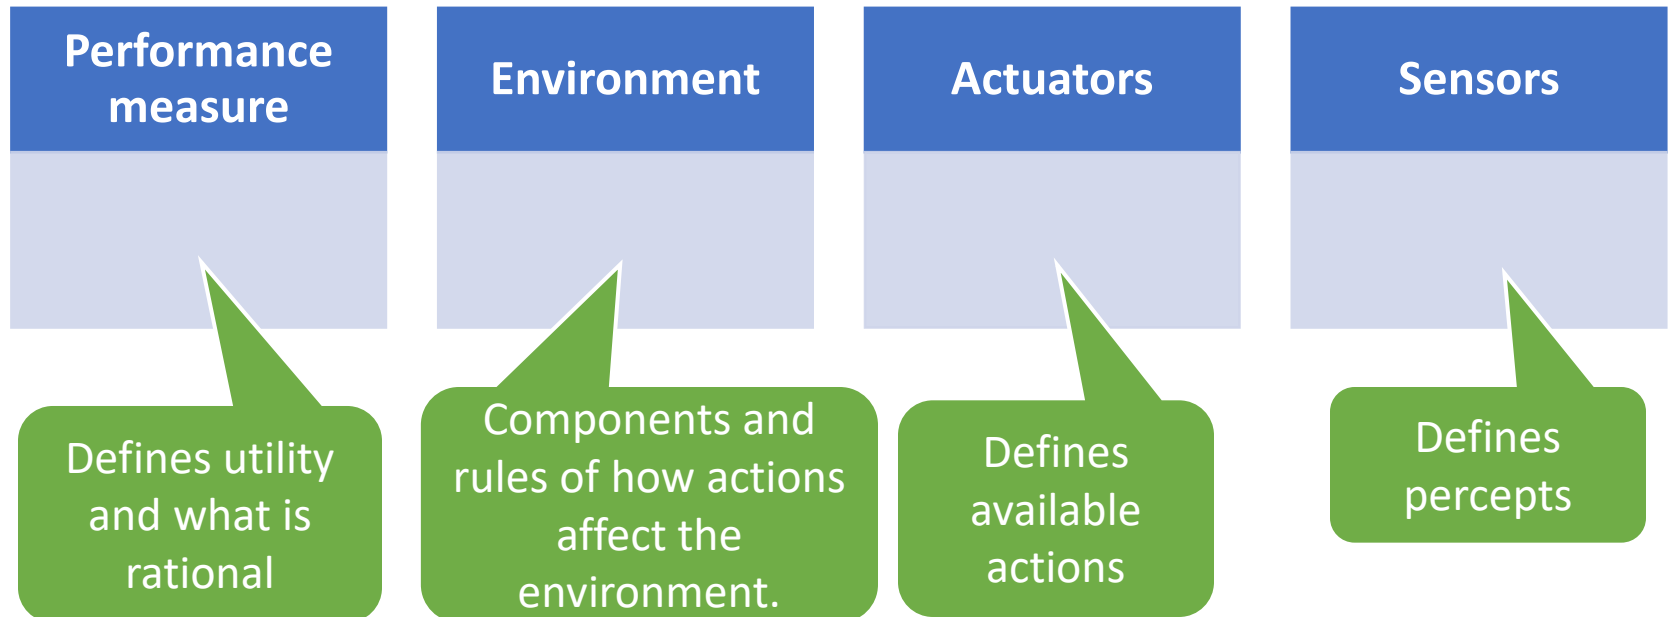 Performance
measure
Environment
Actuators
Sensors
Defines utility
and what is
rational
Components and
rules of how actions
affect the
environment.
Defines
available
actions
Defines
percepts